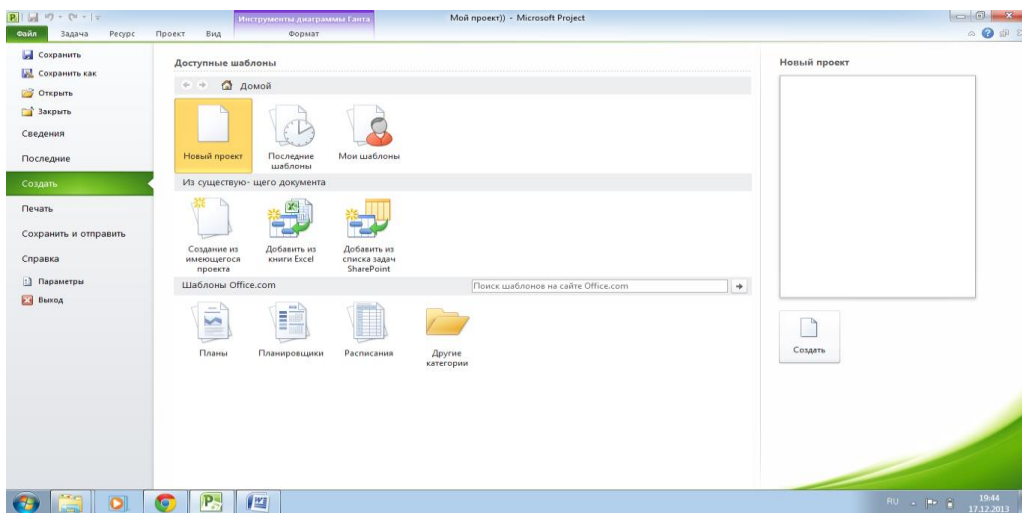 Инструменты диаграммы Ганта
Мой проект)) - Microsoft Project
Файл Задача Ресурс Проект Вид Формат
Сохранить
Сохранить как
Открыть
Закрыть
Сведения
Последние
Создать
Печать
Сохранить и отправить
Справка
Параметры
Выход
Доступные шаблоны
Домой
Новый проект
Последние
шаблоны
Мои шаблоны
Из существую- щего документа
Создание из
имеющегося
проекта
Добавить из
книги Excel
Добавить из
списка задач
SharePoint
Шаблоны Office.com
Поиск шаблонов на сайте Office.com
Планы
Планировщики
Расписания
Другие
категории
Новый проект
Создать
RU
19:44
17.12.2013